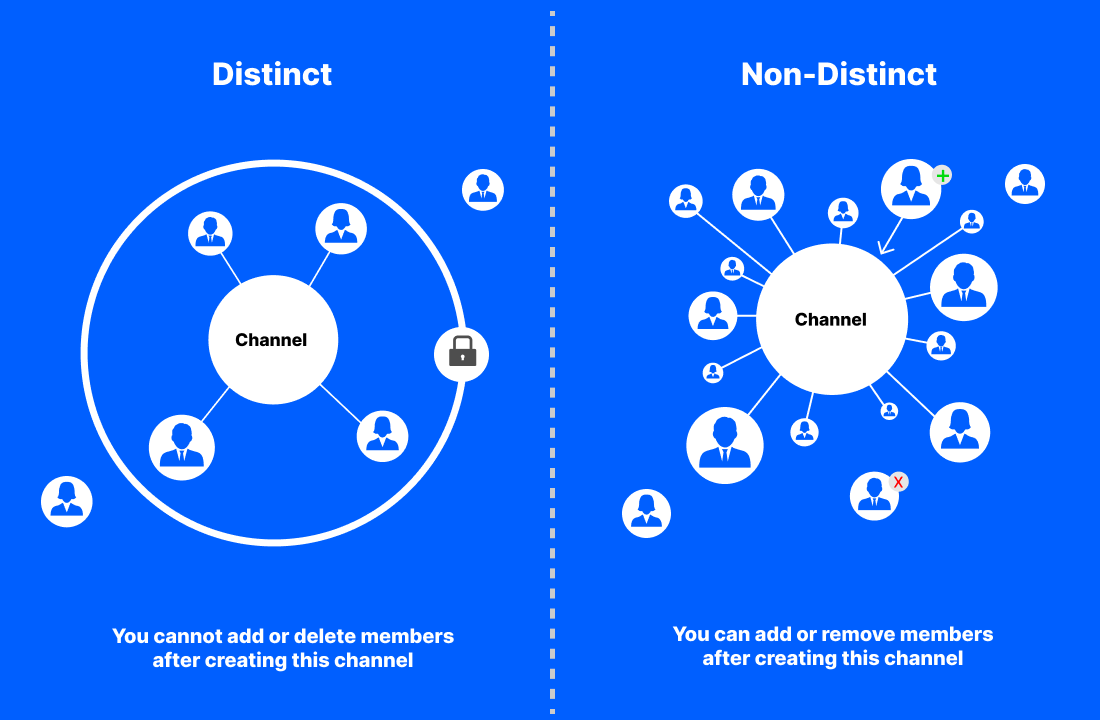 Distinct
Channel
You cannot add or delete members
after creating this channel
Non-Distinct
Channel
X
You can add or remove members
after creating this channel